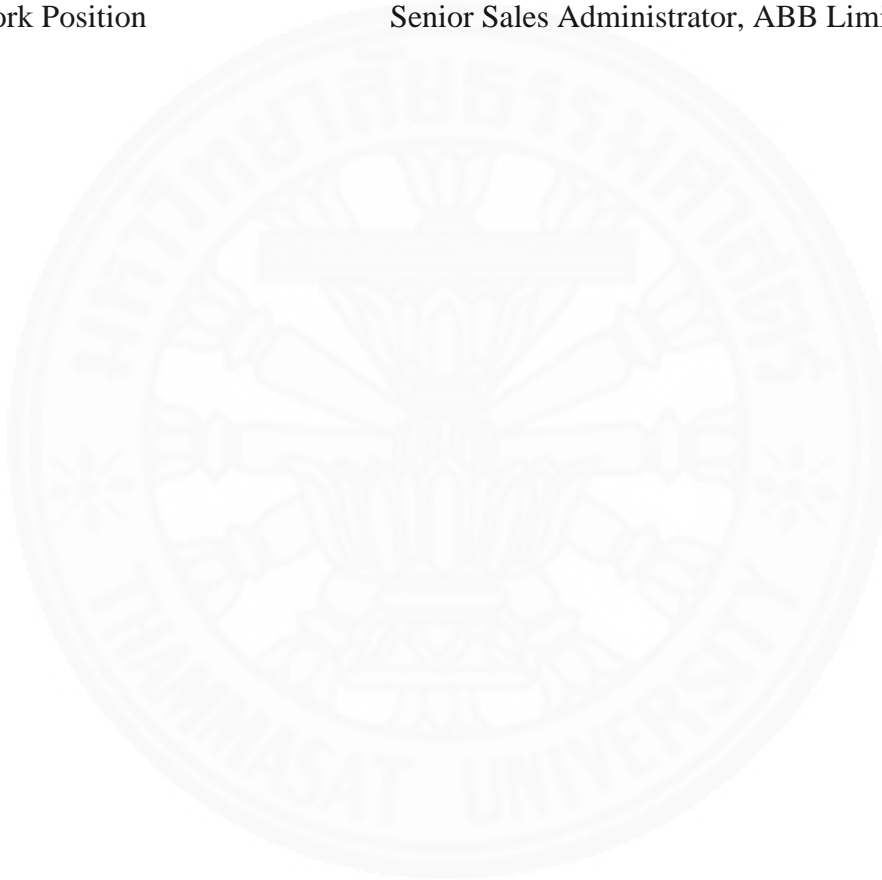 ork Position Senior Sales Administrator, ABB Limi
มหาวิทยาลัยธรรมศาสตร์
THAMMASAT UNIVERSITY